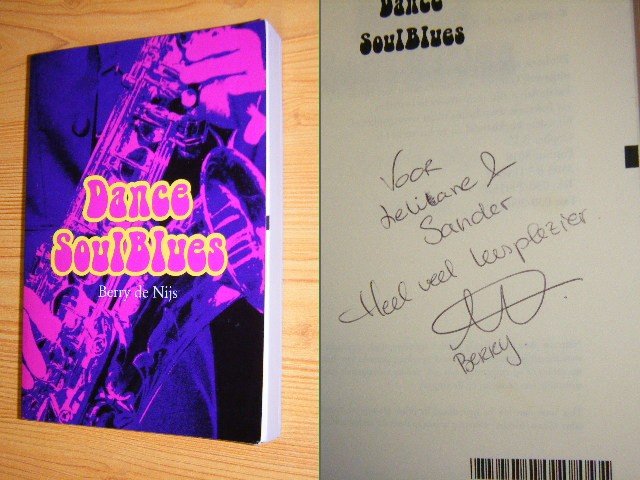 Dance
SoulBlues
Berry de Nijs
Dance
SoulBlues
Voor
&
Sander
Heel veel leesplezier.
Berry.